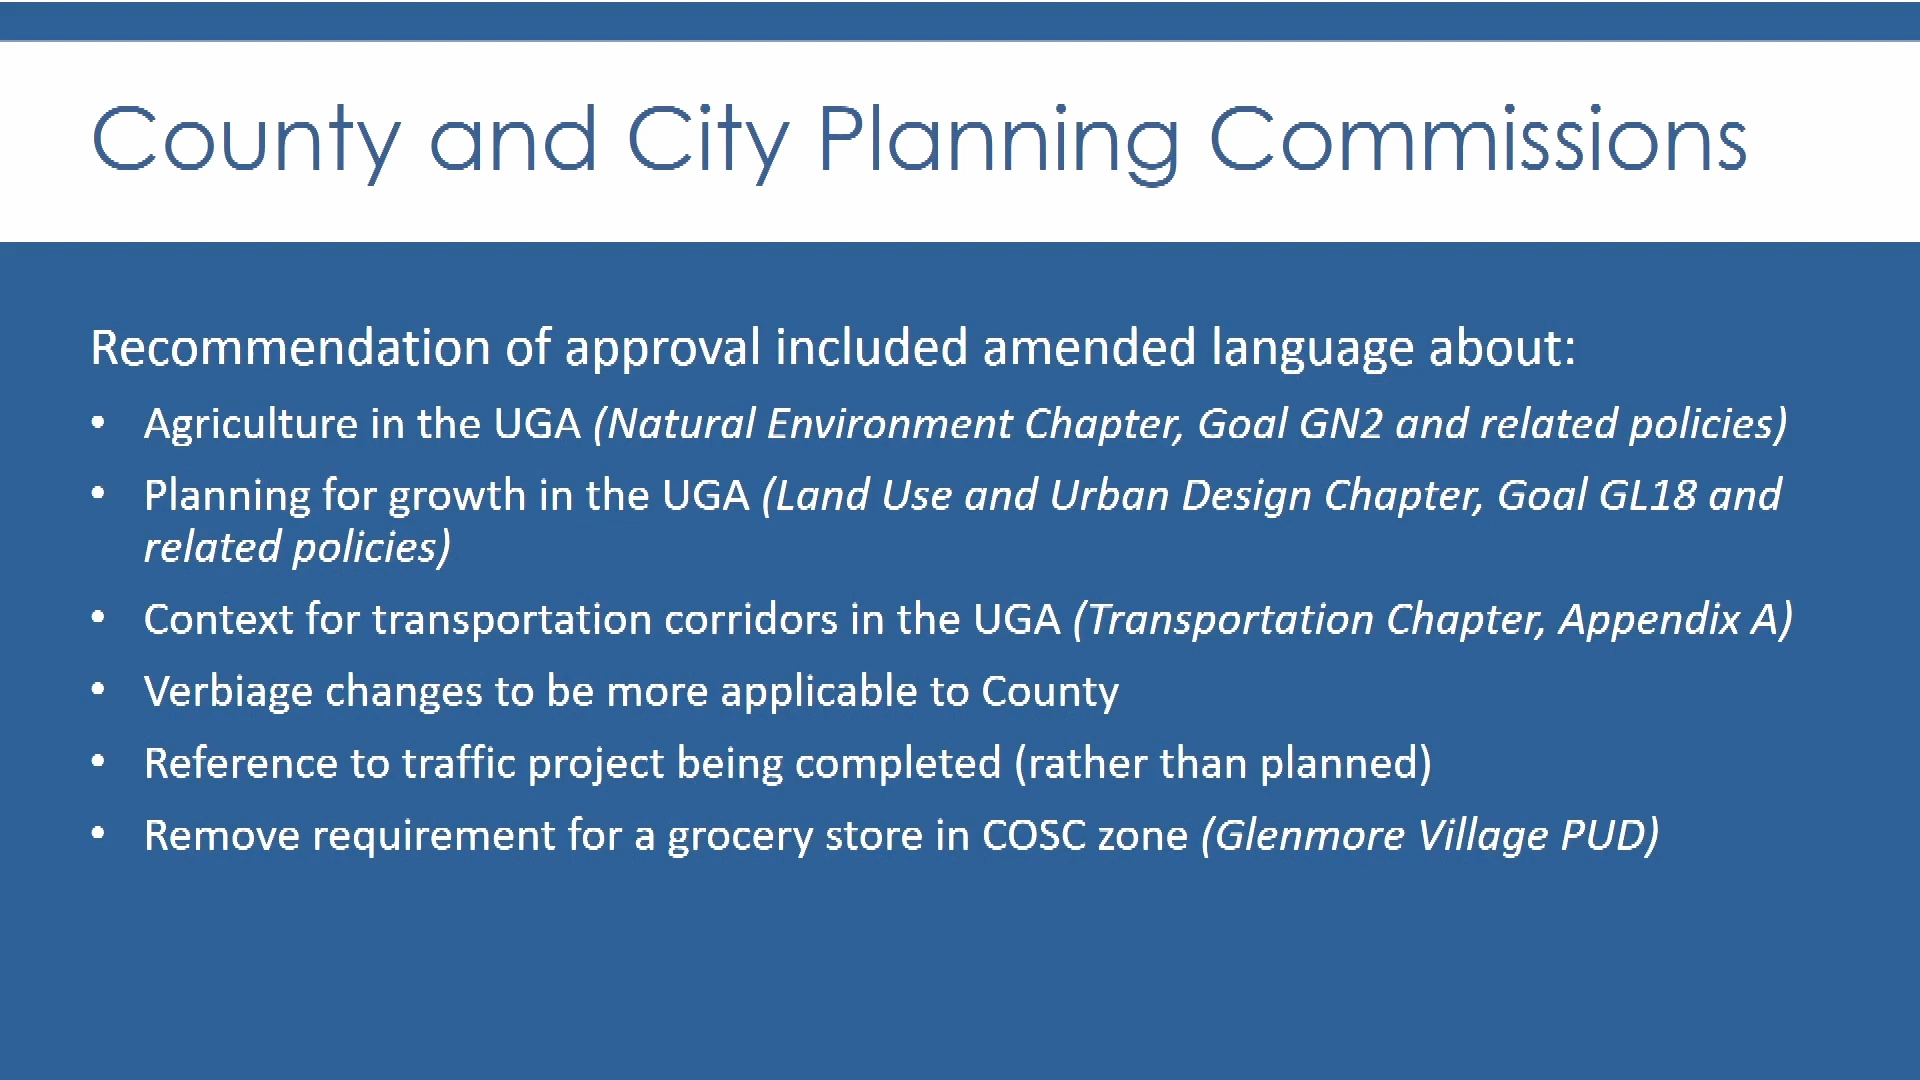 County and City Planning Commissions
Recommendation of approval included amended language about:
• Agriculture in the UGA (Natural Environment Chapter, Goal GN2 and related policies)
• Planning for growth in the UGA (Land Use and Urban Design Chapter, Goal GL18 and
related policies)
• Context for transportation corridors in the UGA (Transportation Chapter, Appendix A)
• Verbiage changes to be more applicable to County
• Reference to traffic project being completed (rather than planned)
• Remove requirement for a grocery store in COSC zone (Glenmore Village PUD)